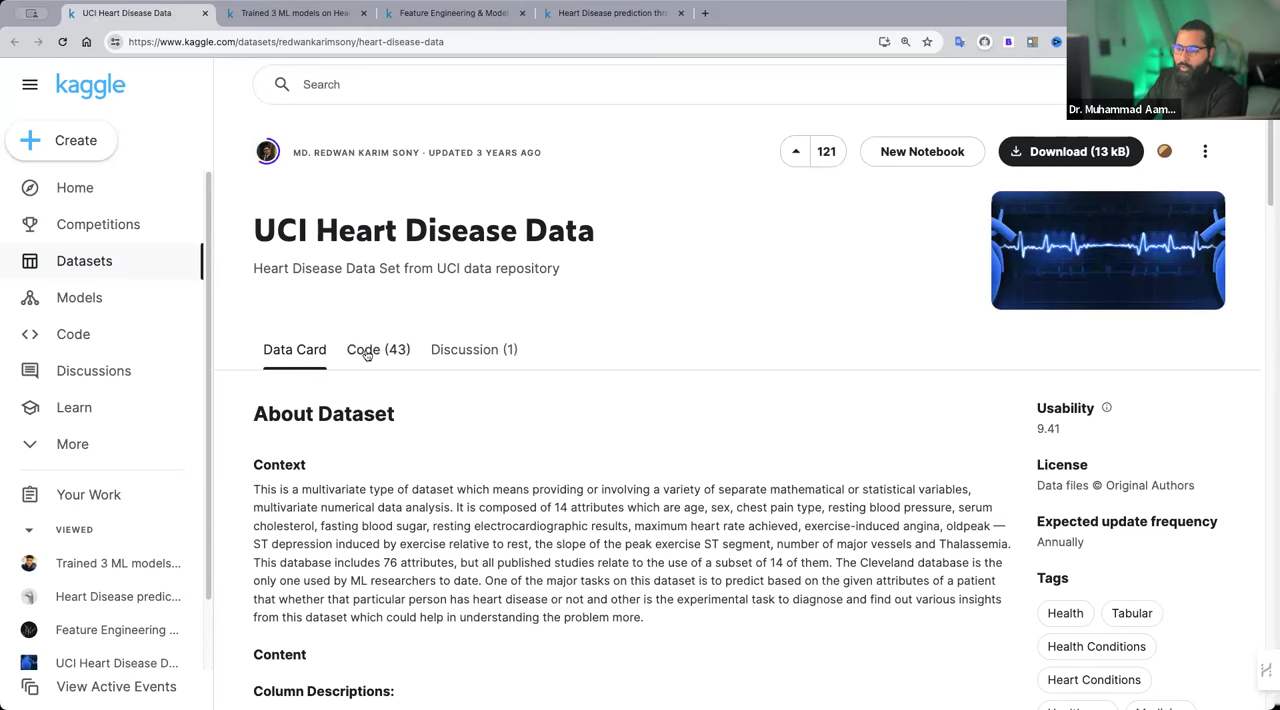 UCI Heart Disease Data
Trained 3 ML models on Hea
Feature Engineering & Model
Heart Disease prediction thr
https://www.kaggle.com/datasets/redwankarimsony/heart-disease-data
Dr. Muhammad Aam...
kaggle
Search
Create
Home
Competitions
Datasets
Models
Code
Discussions
Learn
More
Your Work
VIEWED
Trained 3 ML models...
Heart Disease predic...
Feature Engineering ...
UCI Heart Disease D...
View Active Events
MD. REDWAN KARIM SONY · UPDATED 3 YEARS AGO
121
New Notebook
Download (13 kB)
UCI Heart Disease Data
Heart Disease Data Set from UCI data repository
Data Card
Code (43)
Discussion (1)
About Dataset
Context
This is a multivariate type of dataset which means providing or involving a variety of separate mathematical or statistical variables,
multivariate numerical data analysis. It is composed of 14 attributes which are age, sex, chest pain type, resting blood pressure, serum
cholesterol, fasting blood sugar, resting electrocardiographic results, maximum heart rate achieved, exercise-induced angina, oldpeak —
ST depression induced by exercise relative to rest, the slope of the peak exercise ST segment, number of major vessels and Thalassemia.
This database includes 76 attributes, but all published studies relate to the use of a subset of 14 of them. The Cleveland database is the
only one used by ML researchers to date. One of the major tasks on this dataset is to predict based on the given attributes of a patient
that whether that particular person has heart disease or not and other is the experimental task to diagnose and find out various insights
from this dataset which could help in understanding the problem more.
Content
Column Descriptions:
Usability
9.41
License
Data files © Original Authors
Expected update frequency
Annually
Tags
Health
Tabular
Health Conditions
Heart Conditions